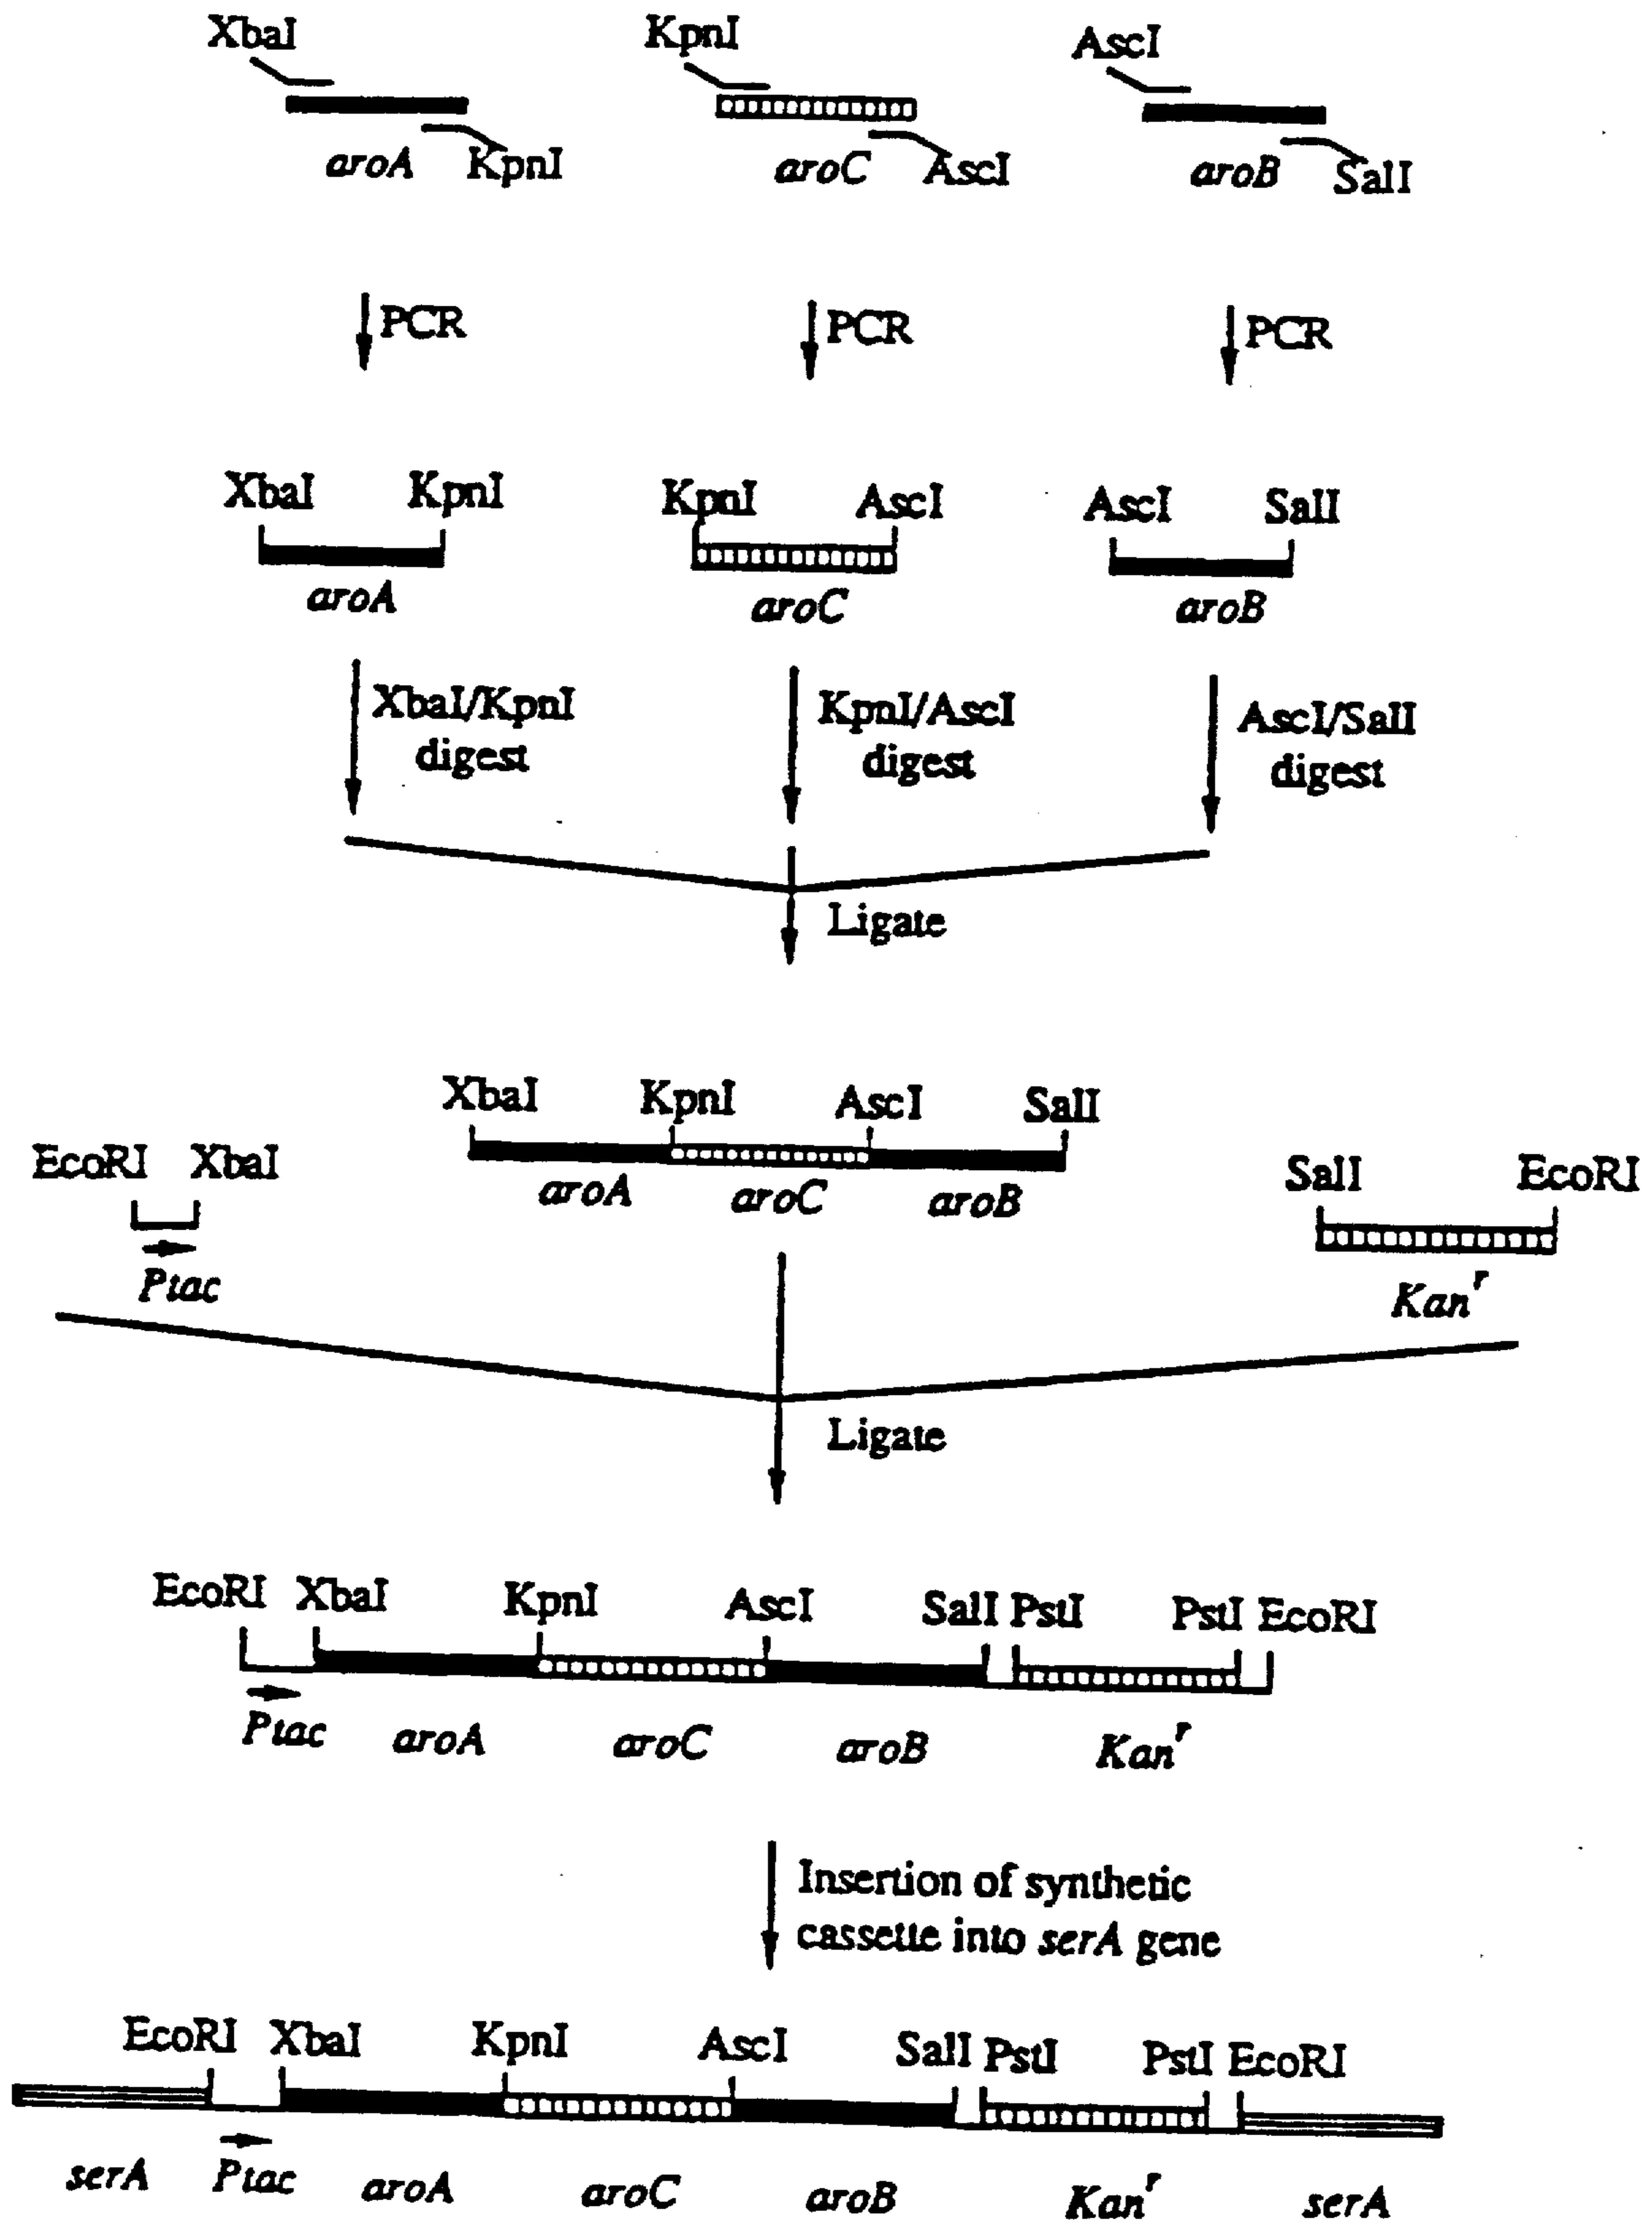 XbaI KpnI AscI
aroA KpnI aroC AscI aroB SalI
PCR PCR PCR
XbaI KpnI KpnI AscI AscI SalI
aroA aroC aroB
XbaI/KpnI KpnI/AscI AscI/SalI
digest digest digest
Ligate
XbaI KpnI AscI SalI
EcoRI XbaI SalI EcoRI
aroA aroC aroB
Ptac Kanʳ
Ligate
EcoRI XbaI KpnI AscI SalI PstI PstI EcoRI
Ptac aroA aroC aroB Kanʳ
Insertion of synthetic
cassette into serA gene
EcoRI XbaI KpnI AscI SalI PstI PstI EcoRI
serA Ptac aroA aroC aroB Kanʳ serA